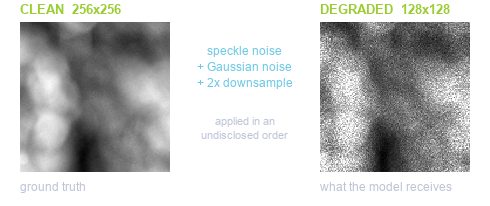 CLEAN 256x256
DEGRADED 128x128
speckle noise
+ Gaussian noise
+ 2x downsample
applied in an
undisclosed order
ground truth
what the model receives